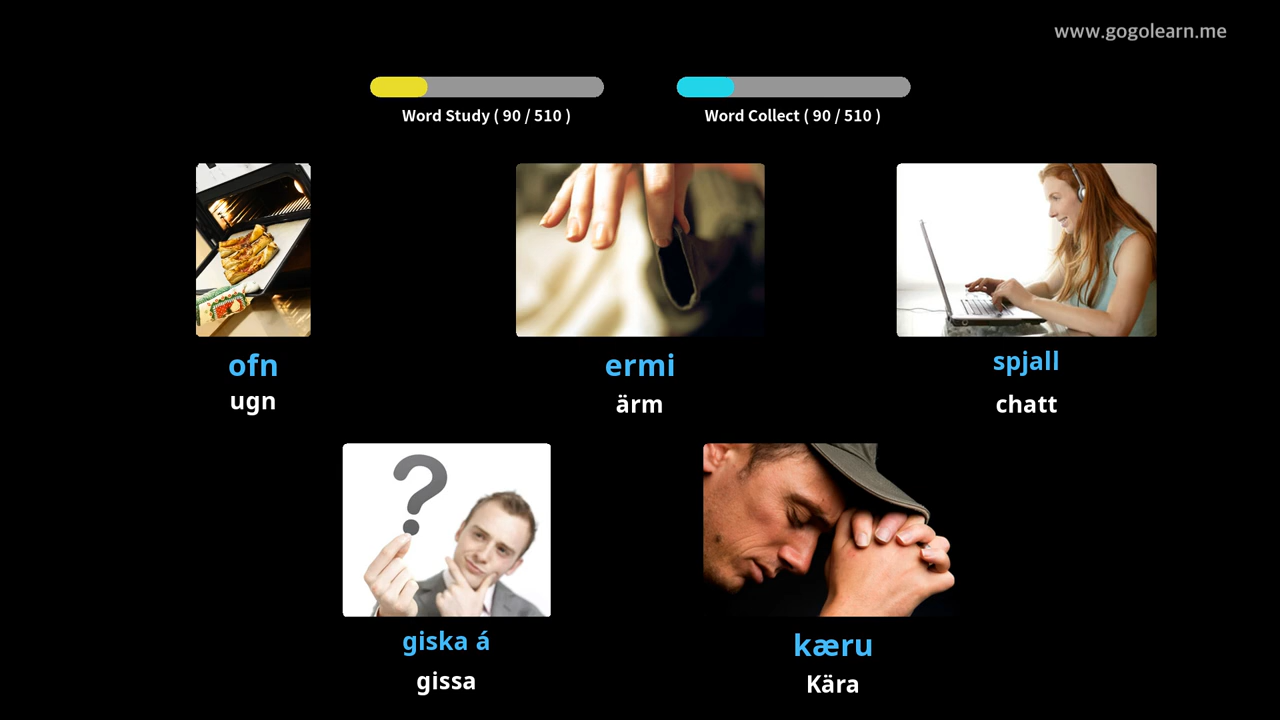 www.gogolearn.me
Word Study ( 90 / 510 )
Word Collect ( 90 / 510 )
ofn
ugn
ermi
ärm
spjall
chatt
giska á
gissa
kæru
Kära